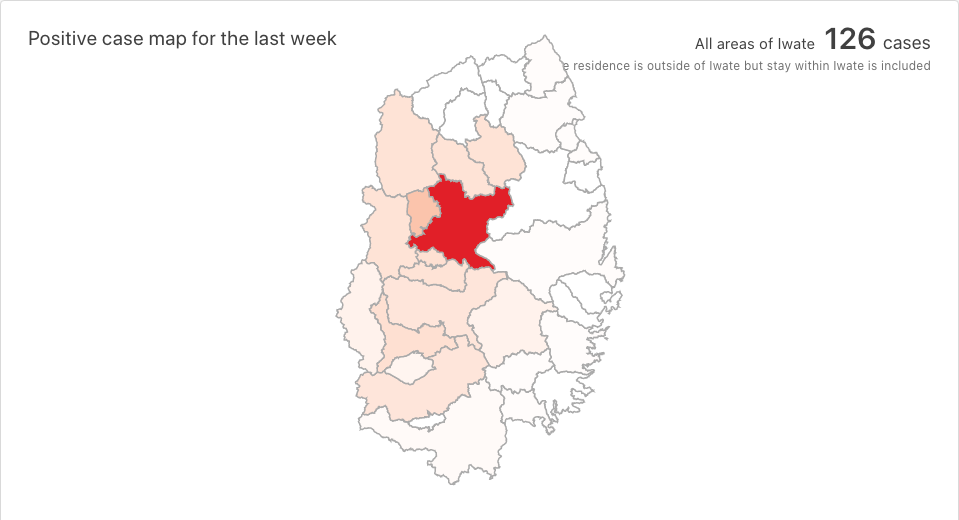 Positive case map for the last week
All areas of Iwate 126 cases
residence is outside of Iwate but stay within Iwate is included